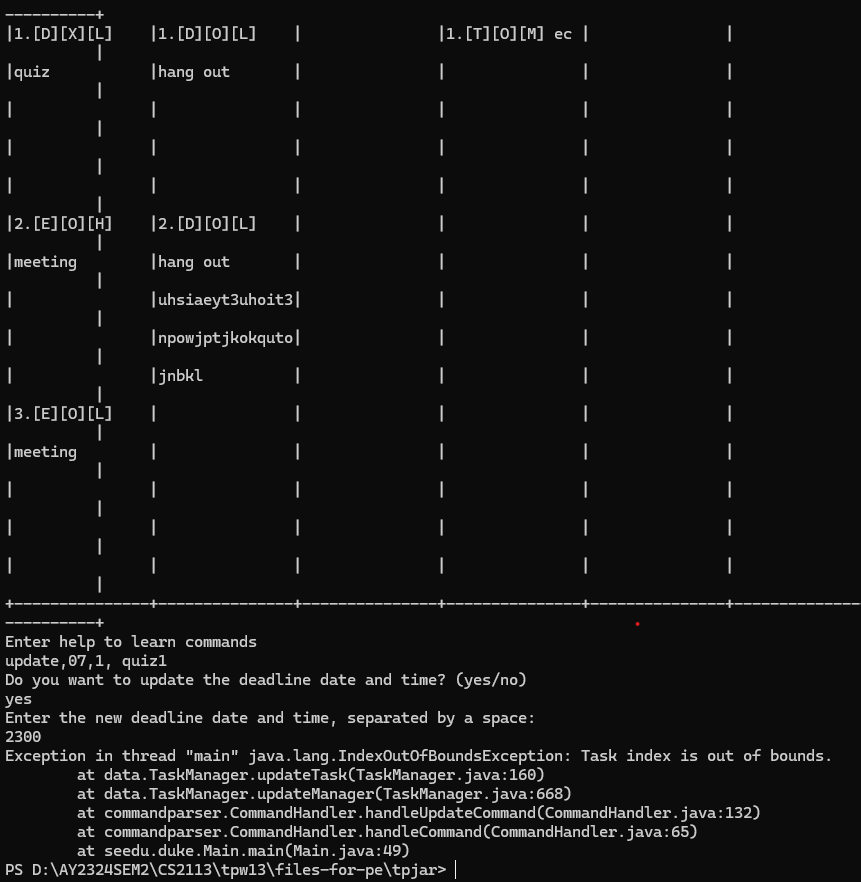 ----------+
|1.[D][X][L]     |1.[D][O][L]     |               |1.[T][O][M] ec |               |
          |
|quiz            |hang out        |               |               |               |
          |
|                |                |               |               |               |
          |
|                |                |               |               |               |
          |
|                |                |               |               |               |
          |
|2.[E][O][H]     |2.[D][O][L]     |               |               |               |
          |
|meeting         |hang out        |               |               |               |
          |
|                |uhsiaeyt3uhoit3|               |               |               |
          |
|                |npowjptjkokquto|               |               |               |
          |
|                |jnbkl           |               |               |               |
          |
|3.[E][O][L]     |                |               |               |               |
          |
|meeting         |                |               |               |               |
          |
|                |                |               |               |               |
          |
|                |                |               |               |               |
          |
|                |                |               |               |               |
          |
+---------------+---------------+---------------+---------------+---------------+--------------
----------+
Enter help to learn commands
update,07,1, quiz1
Do you want to update the deadline date and time? (yes/no)
yes
Enter the new deadline date and time, separated by a space:
2300
Exception in thread "main" java.lang.IndexOutOfBoundsException: Task index is out of bounds.
        at data.TaskManager.updateTask(TaskManager.java:160)
        at data.TaskManager.updateManager(TaskManager.java:668)
        at commandparser.CommandHandler.handleUpdateCommand(CommandHandler.java:132)
        at commandparser.CommandHandler.handleCommand(CommandHandler.java:65)
        at seedu.duke.Main.main(Main.java:49)
PS D:\AY2324SEM2\CS2113\tpw13\files-for-pe\tpjar>